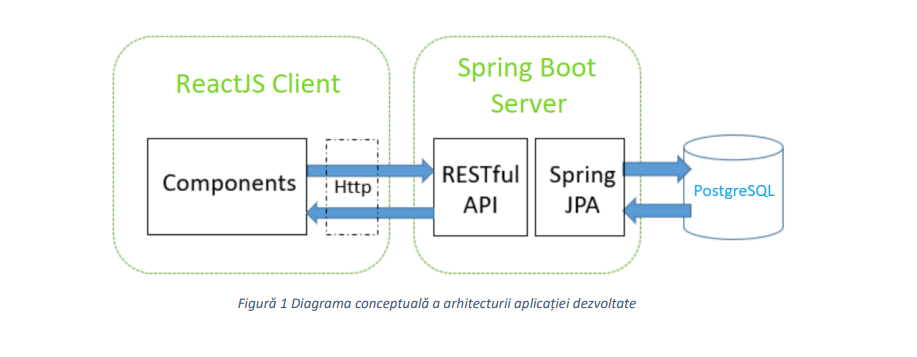 ReactJS Client
Spring Boot
Server
Components
Http
RESTful
API
Spring
JPA
PostgreSQL
Figură 1 Diagrama conceptuală a arhitecturii aplicației dezvoltate